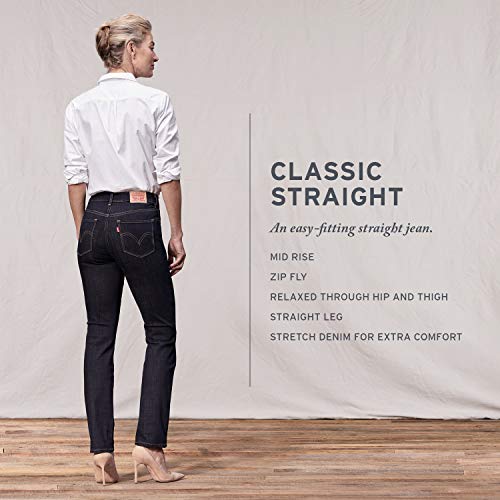 CLASSIC
STRAIGHT
An easy-fitting straight jean.
MID RISE
ZIP FLY
RELAXED THROUGH HIP AND THIGH
STRAIGHT LEG
STRETCH DENIM FOR EXTRA COMFORT